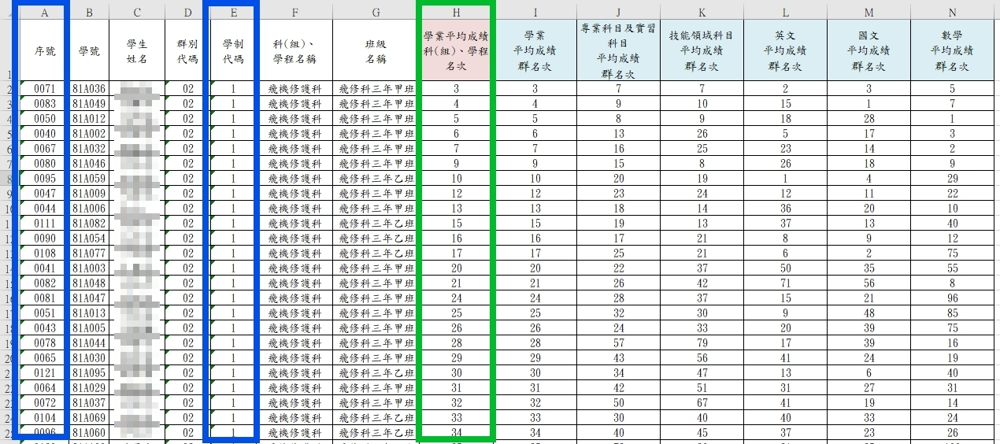 A B C D E F G H I J K L M N
1 序號 學號 學生姓名 群別代碼 學制代碼 科(組)、學程名稱 班級名稱 學業平均成績科(組)、學程名次 學業平均成績群名次 專業科目及實習科目平均成績群名次 技能領域科目平均成績群名次 英文平均成績群名次 國文平均成績群名次 數學平均成績群名次
2 0071 81A036 02 1 飛機修護科 飛修科三年甲班 3 3 7 7 2 3 5
3 0083 81A049 02 1 飛機修護科 飛修科三年甲班 4 4 9 10 15 1 7
4 0050 81A012 02 1 飛機修護科 飛修科三年甲班 5 5 8 9 18 28 1
5 0040 81A002 02 1 飛機修護科 飛修科三年甲班 6 6 13 26 5 17 3
6 0067 81A032 02 1 飛機修護科 飛修科三年甲班 7 7 16 25 23 14 2
7 0080 81A046 02 1 飛機修護科 飛修科三年甲班 9 9 15 8 26 18 9
8 0095 81A059 02 1 飛機修護科 飛修科三年乙班 10 10 20 19 1 4 29
9 0047 81A009 02 1 飛機修護科 飛修科三年甲班 12 12 23 24 12 11 22
0044 81A006 02 1 飛機修護科 飛修科三年甲班 13 13 18 14 36 20 10
0111 81A082 02 1 飛機修護科 飛修科三年乙班 15 15 19 13 37 13 40
0090 81A054 02 1 飛機修護科 飛修科三年乙班 16 16 17 21 8 9 12
0108 81A077 02 1 飛機修護科 飛修科三年乙班 17 17 25 21 6 2 75
0041 81A003 02 1 飛機修護科 飛修科三年甲班 20 20 22 37 50 35 55
0082 81A048 02 1 飛機修護科 飛修科三年甲班 21 21 26 42 71 56 8
0081 81A047 02 1 飛機修護科 飛修科三年甲班 24 24 28 37 15 21 96
0051 81A013 02 1 飛機修護科 飛修科三年甲班 25 25 32 30 9 48 85
0043 81A005 02 1 飛機修護科 飛修科三年甲班 26 26 24 33 20 39 75
0078 81A044 02 1 飛機修護科 飛修科三年甲班 28 28 57 79 17 39 16
0065 81A030 02 1 飛機修護科 飛修科三年甲班 29 29 43 56 41 24 19
0121 81A095 02 1 飛機修護科 飛修科三年乙班 30 30 34 47 13 6 40
0064 81A029 02 1 飛機修護科 飛修科三年甲班 31 31 42 51 31 27 31
0072 81A037 02 1 飛機修護科 飛修科三年甲班 32 32 50 67 41 19 14
0104 81A069 02 1 飛機修護科 飛修科三年乙班 33 33 30 40 40 33 24
0096 81A060 02 1 飛機修護科 飛修科三年乙班 34 34 40 45 37 23 26